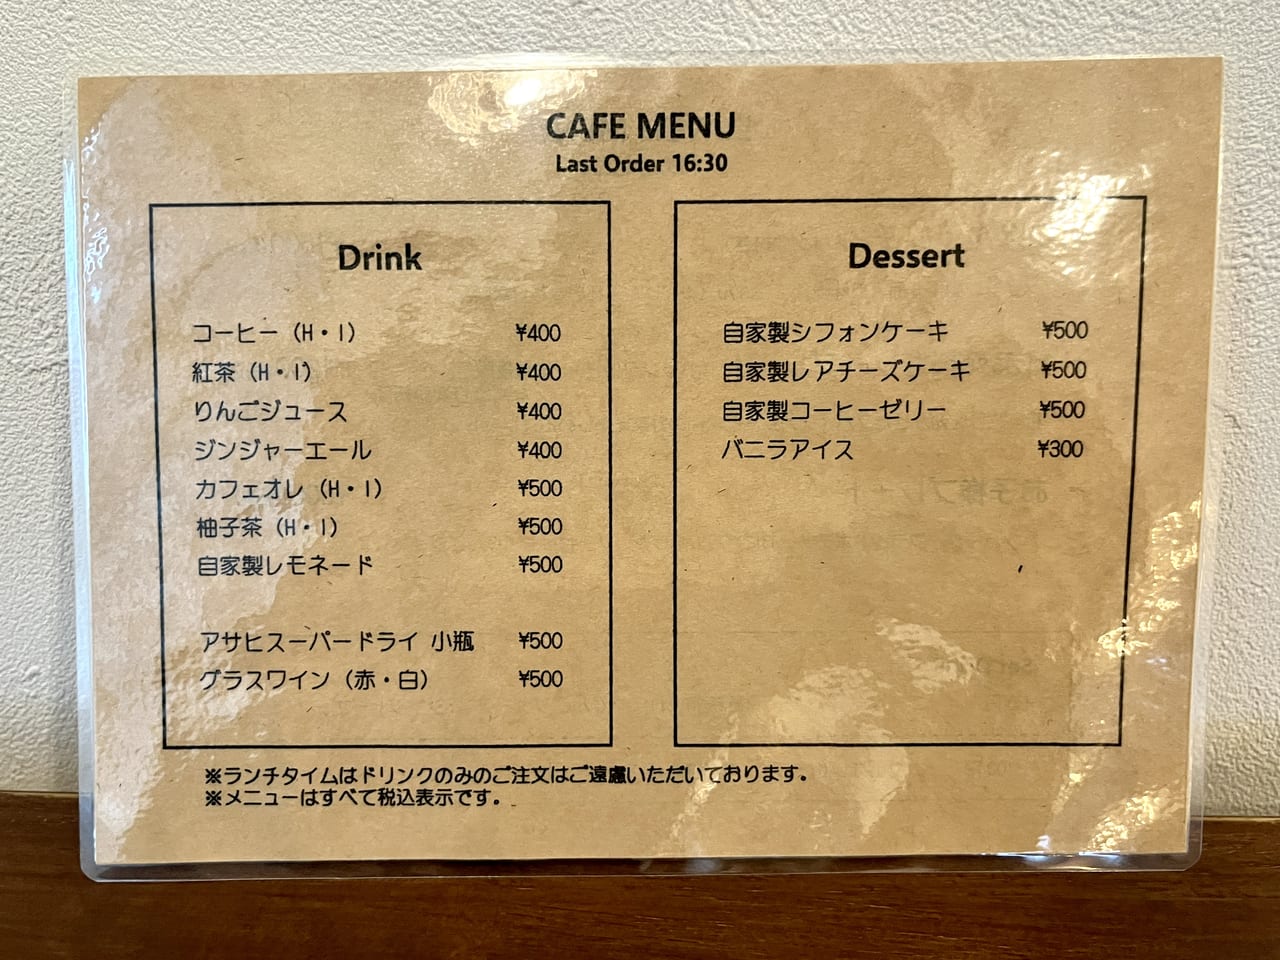 CAFE MENU
Last Order 16:30
Drink
コーヒー（H・I） ¥400
紅茶（H・I） ¥400
りんごジュース ¥400
ジンジャーエール ¥400
カフェオレ（H・I） ¥500
柚子茶（H・I） ¥500
自家製レモネード ¥500
アサヒスーパードライ 小瓶 ¥500
グラスワイン（赤・白） ¥500
Dessert
自家製シフォンケーキ ¥500
自家製レアチーズケーキ ¥500
自家製コーヒーゼリー ¥500
バニラアイス ¥300
※ランチタイムはドリンクのみのご注文はご遠慮いただいております。
※メニューはすべて税込表示です。